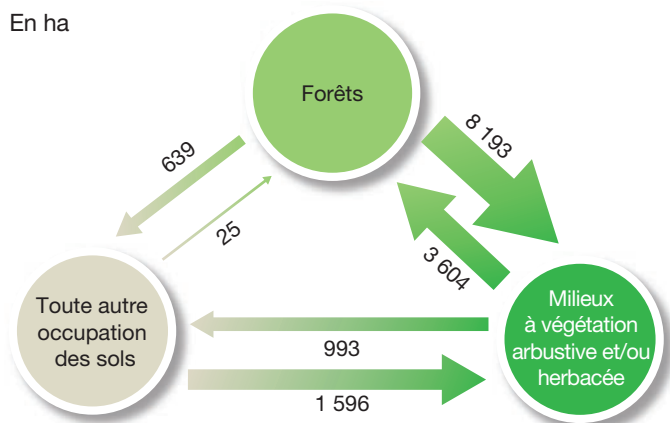 En ha
Forêts
639
8 193
25
3 604
Toute autre
occupation
des sols
Milieux
à végétation
arbustive et/ou
herbacée
993
1 596